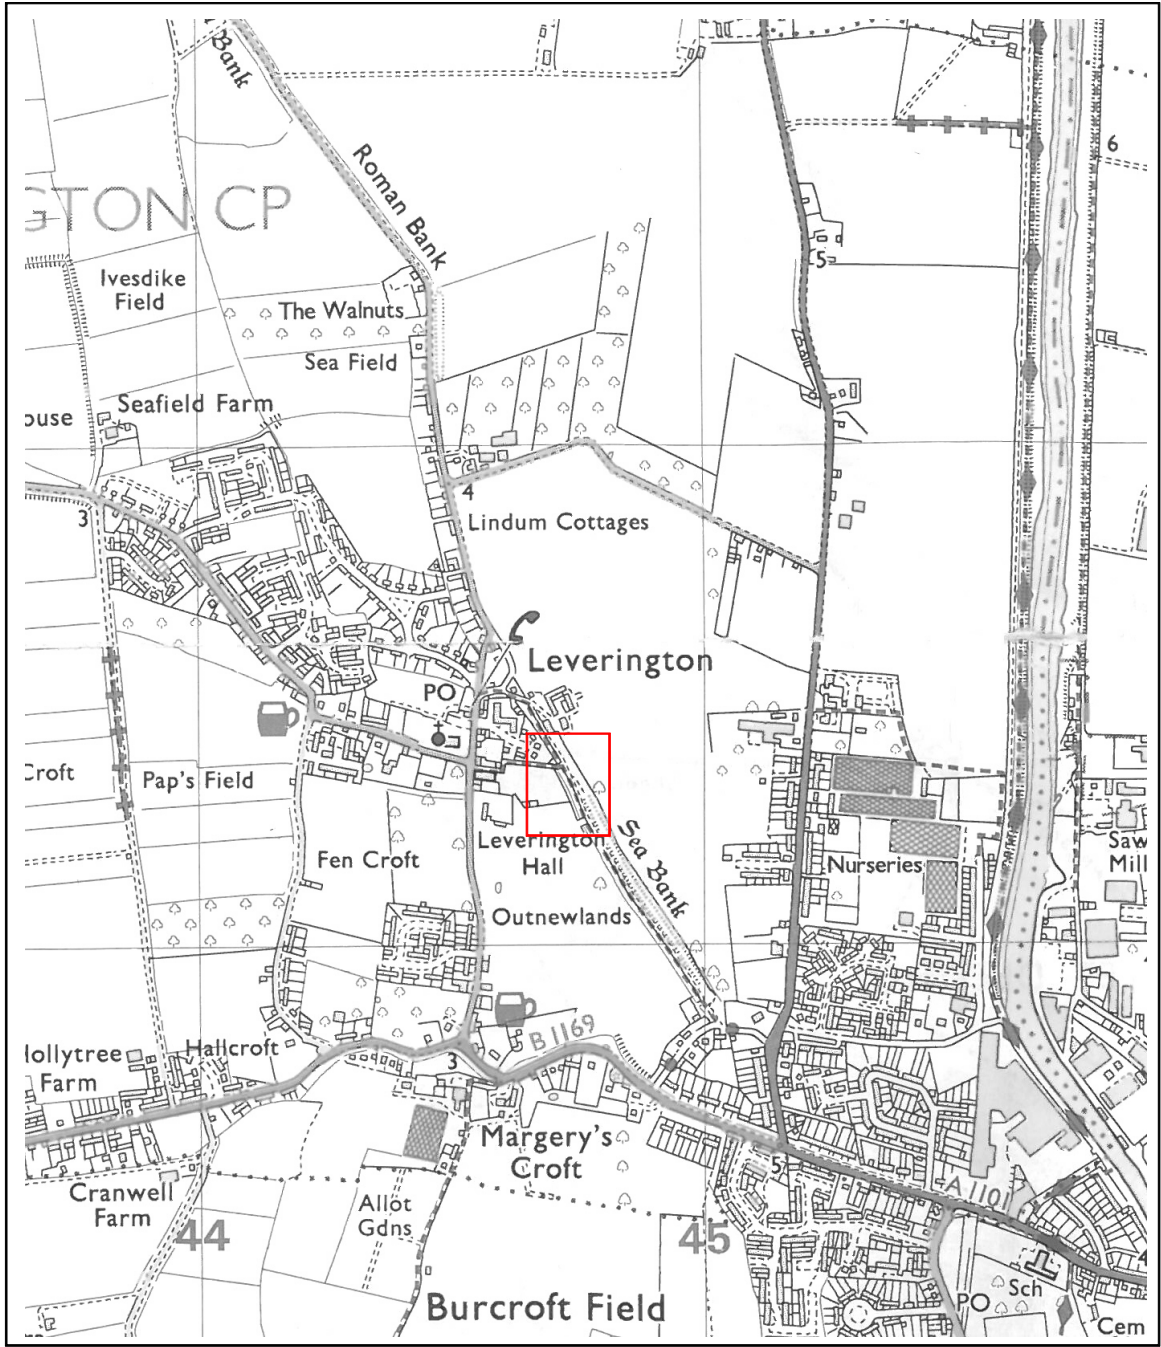 Bank
Roman Bank
6
GTON CP
5
Ivesdike
Field
The Walnuts
Sea Field
Seafield Farm
ouse
4
3
Lindum Cottages
Leverington
PO
Croft
Pap's Field
Sea Bank
Leverington
Hall
Fen Croft
Nurseries
Saw
Mill
Outnewlands
B 1169
Hallcroft
Hollytree
Farm
3
Margery's
Croft
5
A 1101
Cranwell
Farm
Allot
Gdns
44
45
4
Sch
PO
Burcroft Field
Cem